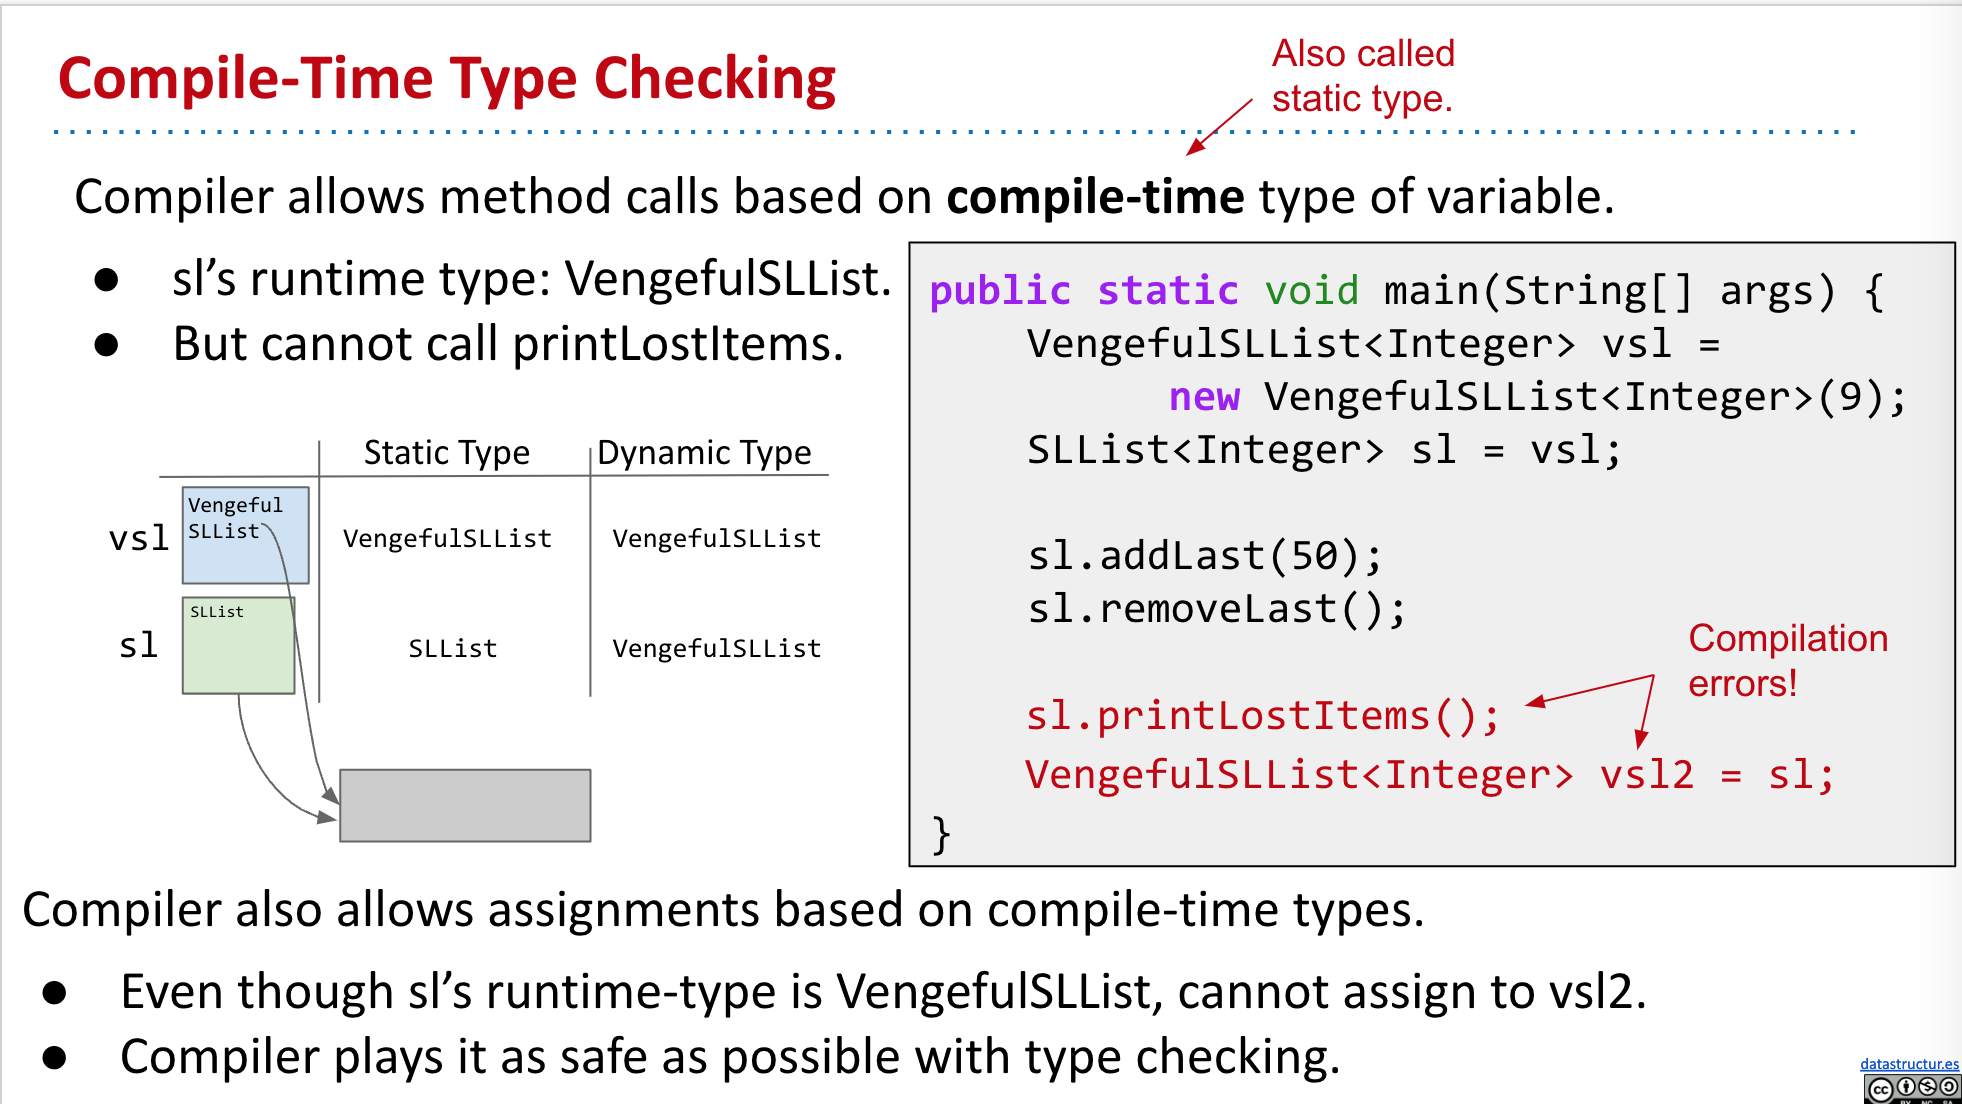 Compile-Time Type Checking
Also called
static type.
Compiler allows method calls based on compile-time type of variable.
● sl’s runtime type: VengefulSLList.
● But cannot call printLostItems.
Static Type Dynamic Type
vsl
Vengeful
SLList
VengefulSLList VengefulSLList
sl
SLList
SLList VengefulSLList
public static void main(String[] args) {
VengefulSLList<Integer> vsl =
new VengefulSLList<Integer>(9);
SLList<Integer> sl = vsl;
sl.addLast(50);
sl.removeLast();
Compilation
errors!
sl.printLostItems();
VengefulSLList<Integer> vsl2 = sl;
}
Compiler also allows assignments based on compile-time types.
● Even though sl’s runtime-type is VengefulSLList, cannot assign to vsl2.
● Compiler plays it as safe as possible with type checking.
datastructur.es
cc